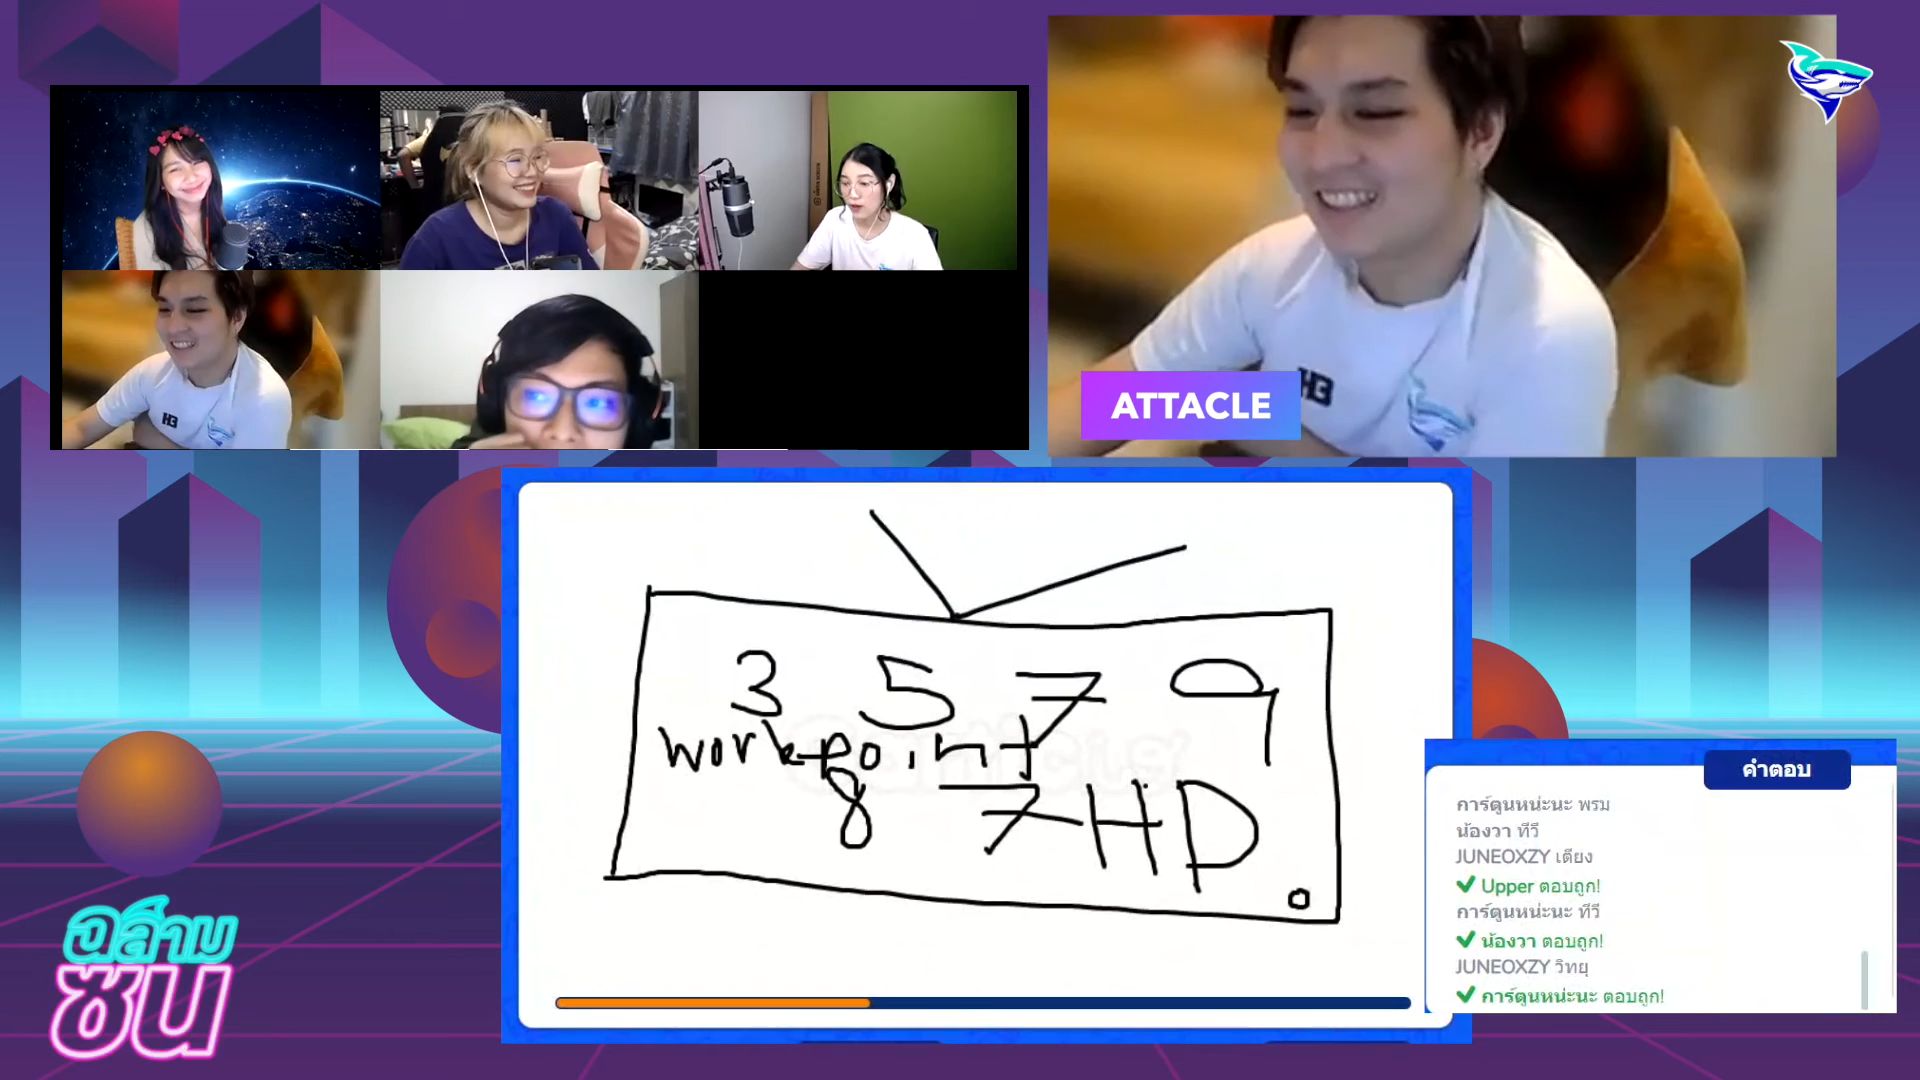 H3
ATTACLE
3 5 7 9
workpoint
8 7HD
คำตอบ
การ์ตูนหน่ะนะ พรม
น้องวา ทีวี
JUNEOXZY เตียง
✔ Upper ตอบถูก!
การ์ตูนหน่ะนะ ทีวี
✔ น้องวา ตอบถูก!
JUNEOXZY วิทยุ
✔ การ์ตูนหน่ะนะ ตอบถูก!
ฉลาม
ชน